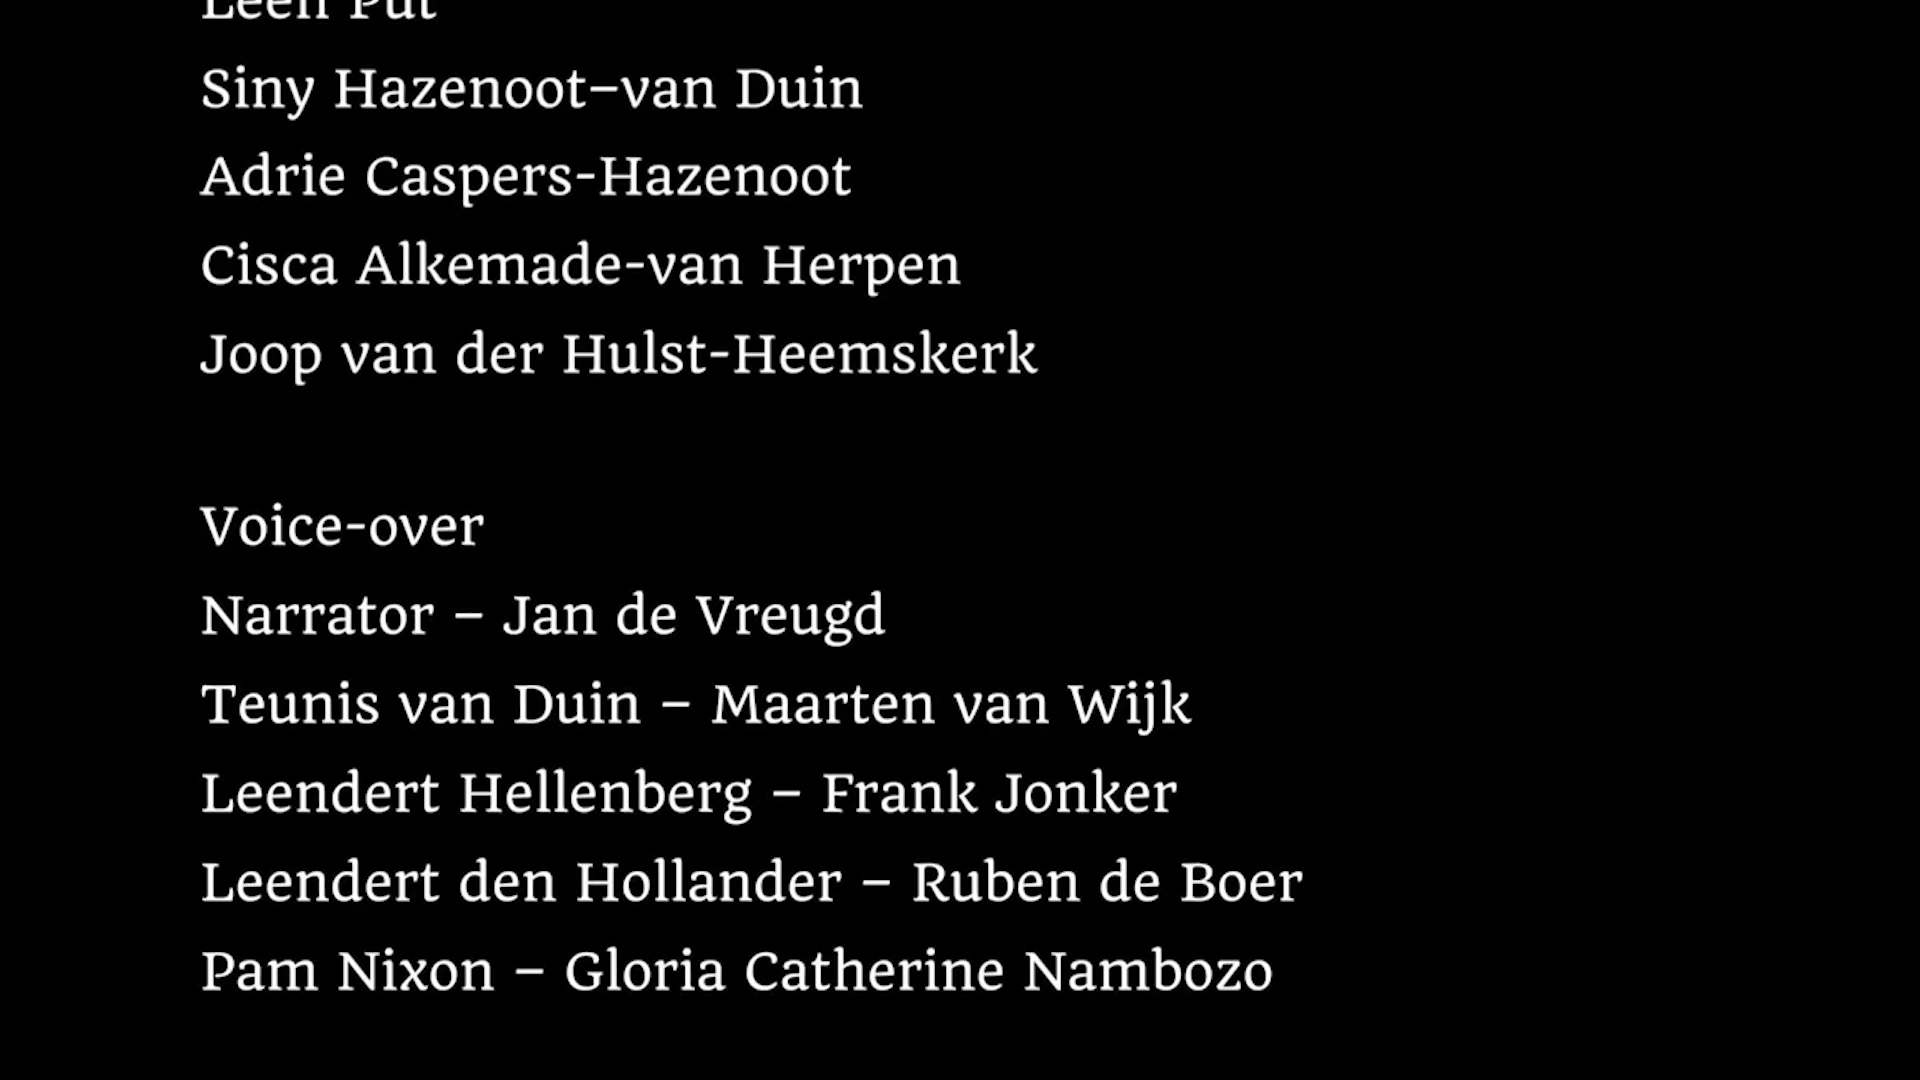 Leen Put
Siny Hazenoot–van Duin
Adrie Caspers-Hazenoot
Cisca Alkemade-van Herpen
Joop van der Hulst-Heemskerk
Voice-over
Narrator – Jan de Vreugd
Teunis van Duin – Maarten van Wijk
Leendert Hellenberg – Frank Jonker
Leendert den Hollander – Ruben de Boer
Pam Nixon – Gloria Catherine Nambozo